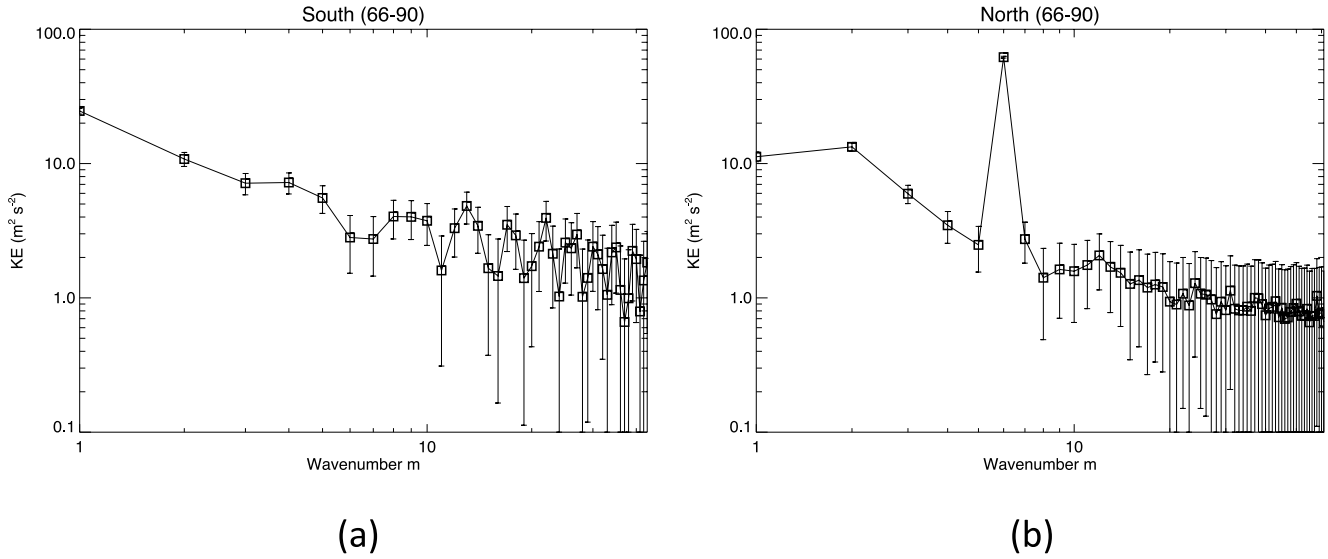 South (66-90)
100.0
10.0
1.0
0.1
KE (m² s⁻²)
1
10
Wavenumber m
(a)
North (66-90)
100.0
10.0
1.0
0.1
KE (m² s⁻²)
1
10
Wavenumber m
(b)